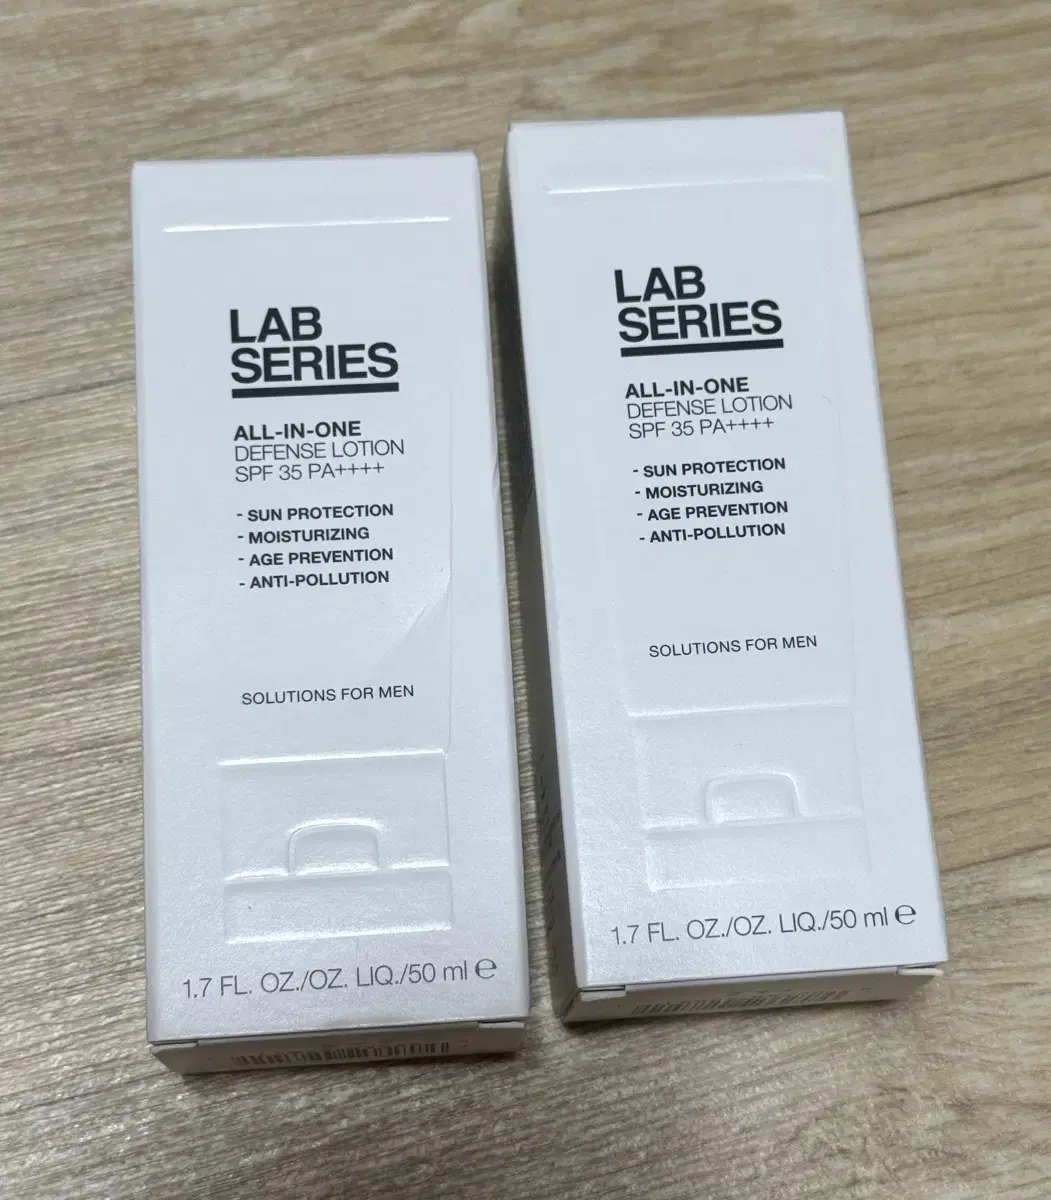 LAB
SERIES
ALL-IN-ONE
DEFENSE LOTION
SPF 35 PA++++
- SUN PROTECTION
- MOISTURIZING
- AGE PREVENTION
- ANTI-POLLUTION
SOLUTIONS FOR MEN
1.7 FL. OZ./OZ. LIQ./50 ml ℮
LAB
SERIES
ALL-IN-ONE
DEFENSE LOTION
SPF 35 PA++++
- SUN PROTECTION
- MOISTURIZING
- AGE PREVENTION
- ANTI-POLLUTION
SOLUTIONS FOR MEN
1.7 FL. OZ./OZ. LIQ./50 ml ℮